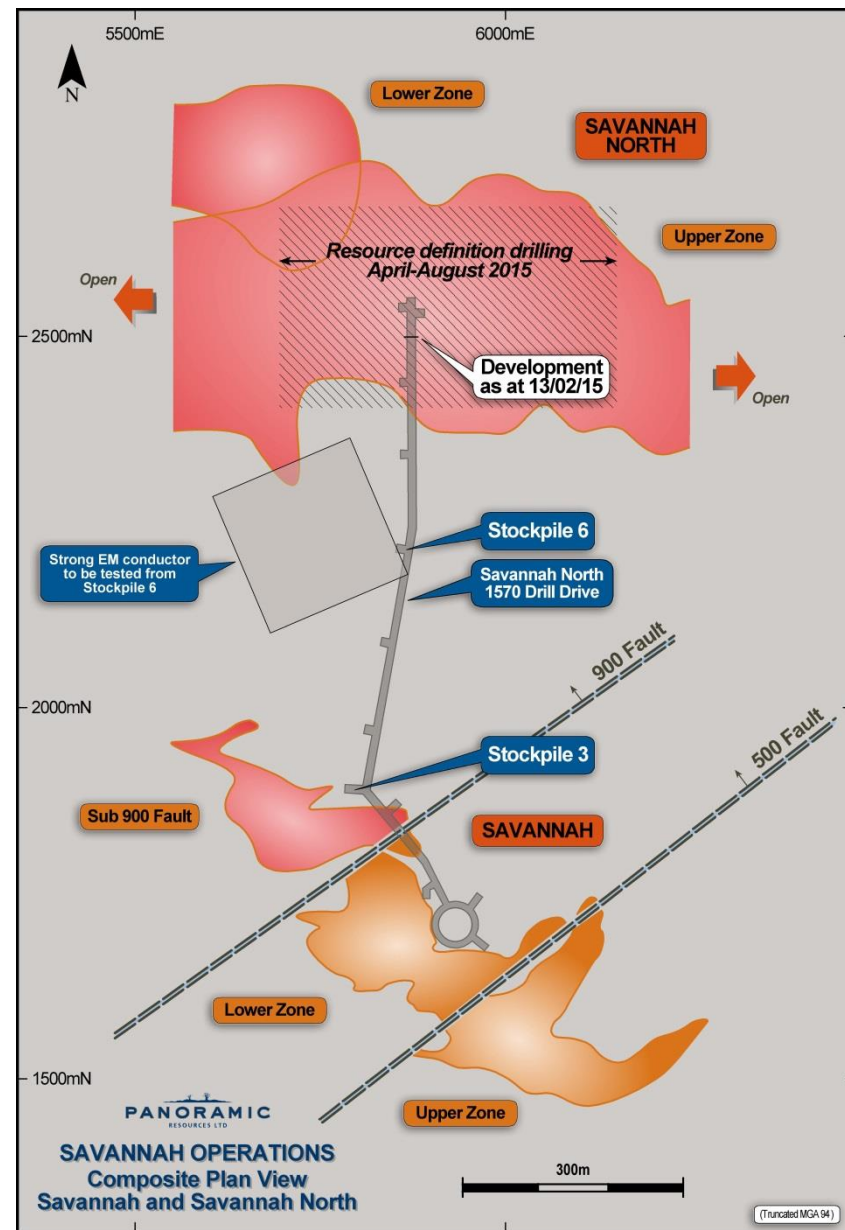 5500mE
6000mE
N
Lower Zone
SAVANNAH
NORTH
Upper Zone
Resource definition drilling
April-August 2015
Open
2500mN
Development
as at 13/02/15
Open
Stockpile 6
Strong EM conductor
to be tested from
Stockpile 6
Savannah North
1570 Drill Drive
900 Fault
2000mN
500 Fault
Stockpile 3
Sub 900 Fault
SAVANNAH
Lower Zone
1500mN
Upper Zone
PANORAMIC
RESOURCES LTD
SAVANNAH OPERATIONS
Composite Plan View
Savannah and Savannah North
300m
(Truncated MGA 94)